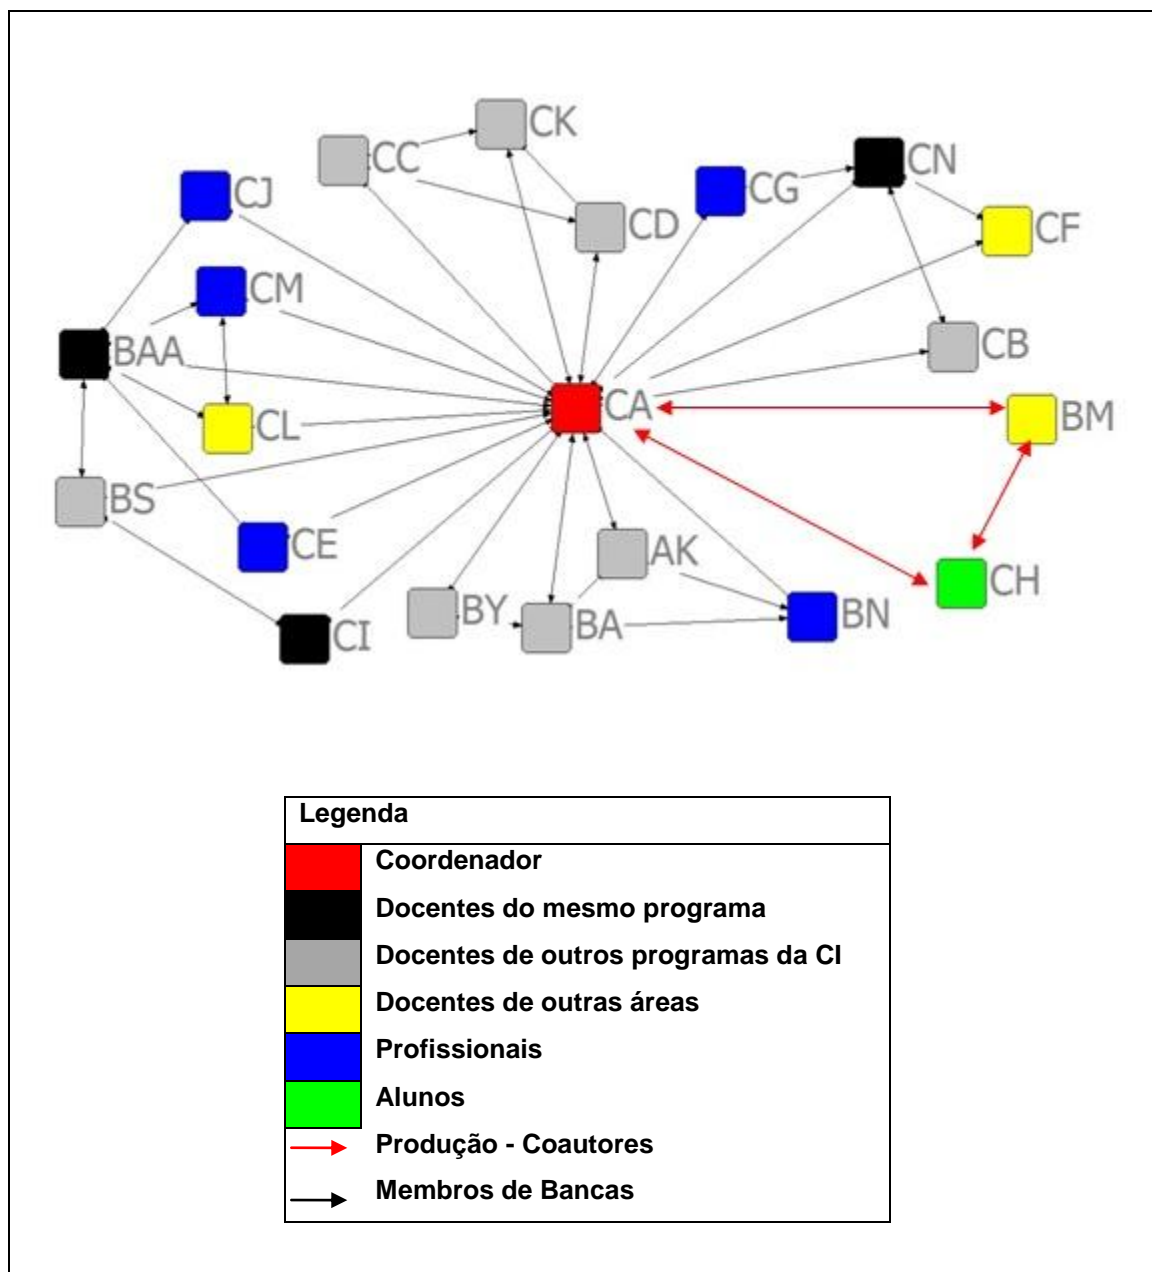 CK
CC
CN
CJ
CG
CD
CF
CM
BAA
CB
CA
BM
CL
BS
CE
AK
CH
BY
BA
BN
CI
Legenda
Coordenador
Docentes do mesmo programa
Docentes de outros programas da CI
Docentes de outras áreas
Profissionais
Alunos
Produção - Coautores
Membros de Bancas